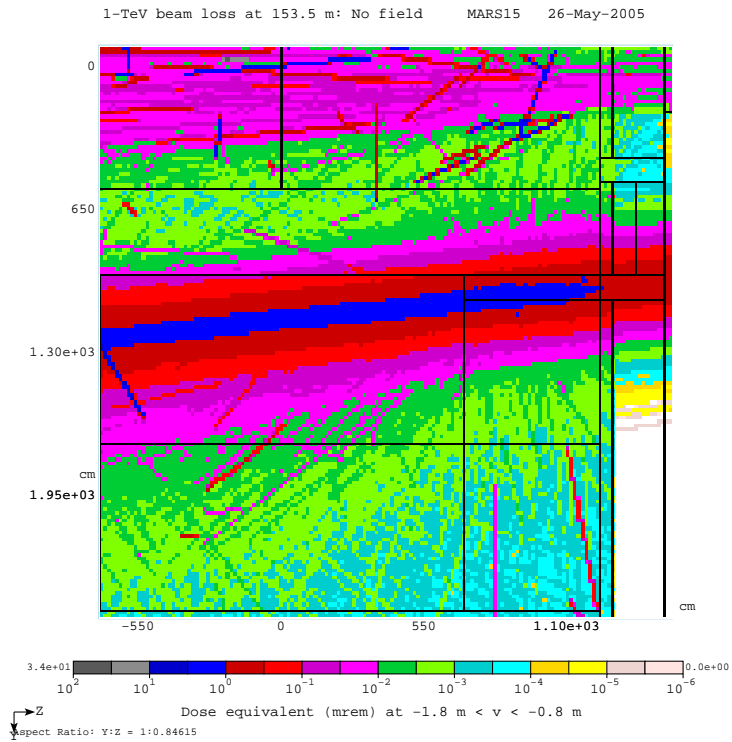 1-TeV beam loss at 153.5 m: No field MARS15 26-May-2005
0
650
1.30e+03
cm
1.95e+03
cm
-550 0 550 1.10e+03
3.4e+01 0.0e+00
10^2 10^1 10^0 10^-1 10^-2 10^-3 10^-4 10^-5 10^-6
Z Dose equivalent (mrem) at -1.8 m < v < -0.8 m
Y
Aspect Ratio: Y:Z = 1:0.84615